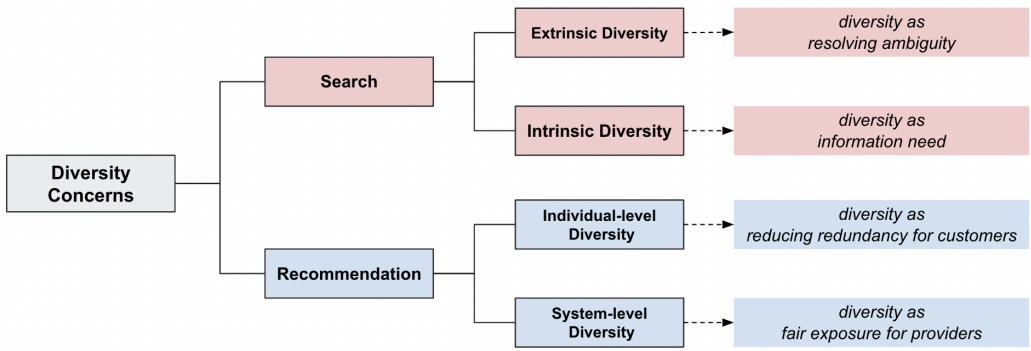 Diversity
Concerns
Search
Extrinsic Diversity
diversity as
resolving ambiguity
Intrinsic Diversity
diversity as
information need
Recommendation
Individual-level
Diversity
diversity as
reducing redundancy for customers
System-level
Diversity
diversity as
fair exposure for providers